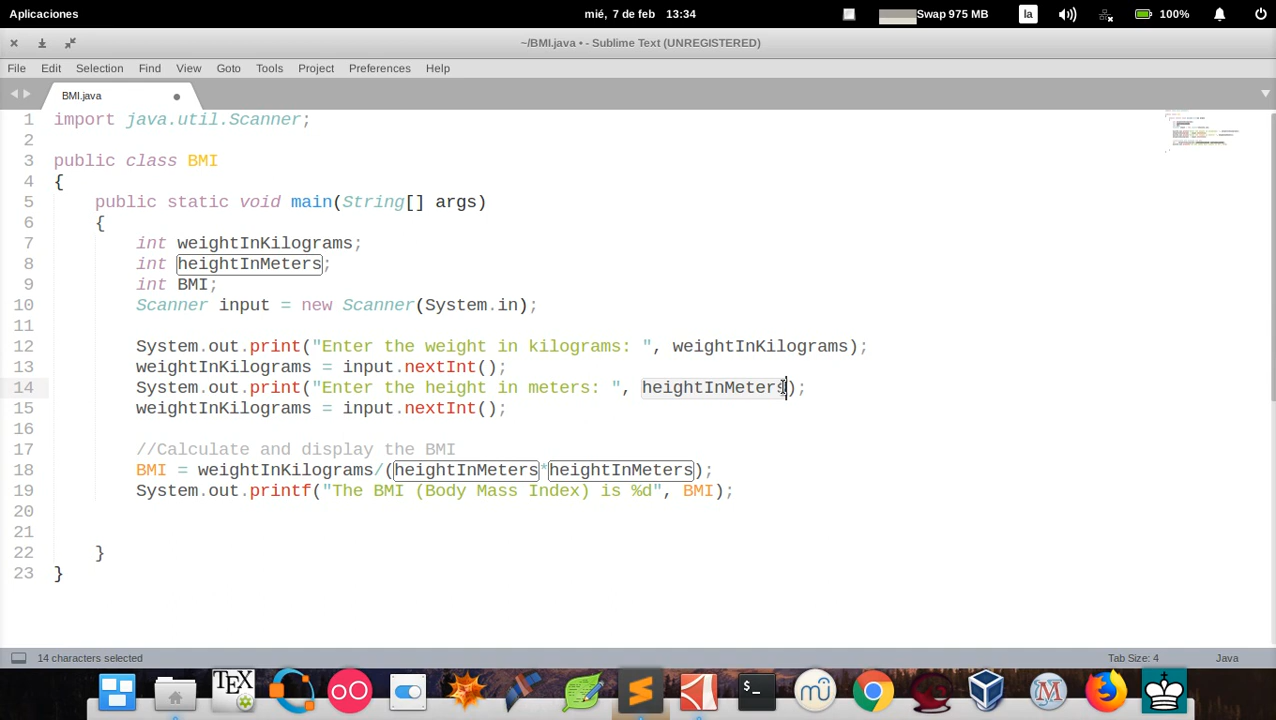 Aplicaciones mié, 7 de feb 13:34 Swap 975 MB la 100%
~/BMI.java • - Sublime Text (UNREGISTERED)
File Edit Selection Find View Goto Tools Project Preferences Help
BMI.java
1 import java.util.Scanner;
2
3 public class BMI
4 {
5 public static void main(String[] args)
6 {
7 int weightInKilograms;
8 int heightInMeters;
9 int BMI;
10 Scanner input = new Scanner(System.in);
11
12 System.out.print("Enter the weight in kilograms: ", weightInKilograms);
13 weightInKilograms = input.nextInt();
14 System.out.print("Enter the height in meters: ", heightInMeters);
15 weightInKilograms = input.nextInt();
16
17 //Calculate and display the BMI
18 BMI = weightInKilograms/(heightInMeters*heightInMeters);
19 System.out.printf("The BMI (Body Mass Index) is %d", BMI);
20
21
22 }
23 }
14 characters selected Tab Size: 4 Java
TEX >_ mu M